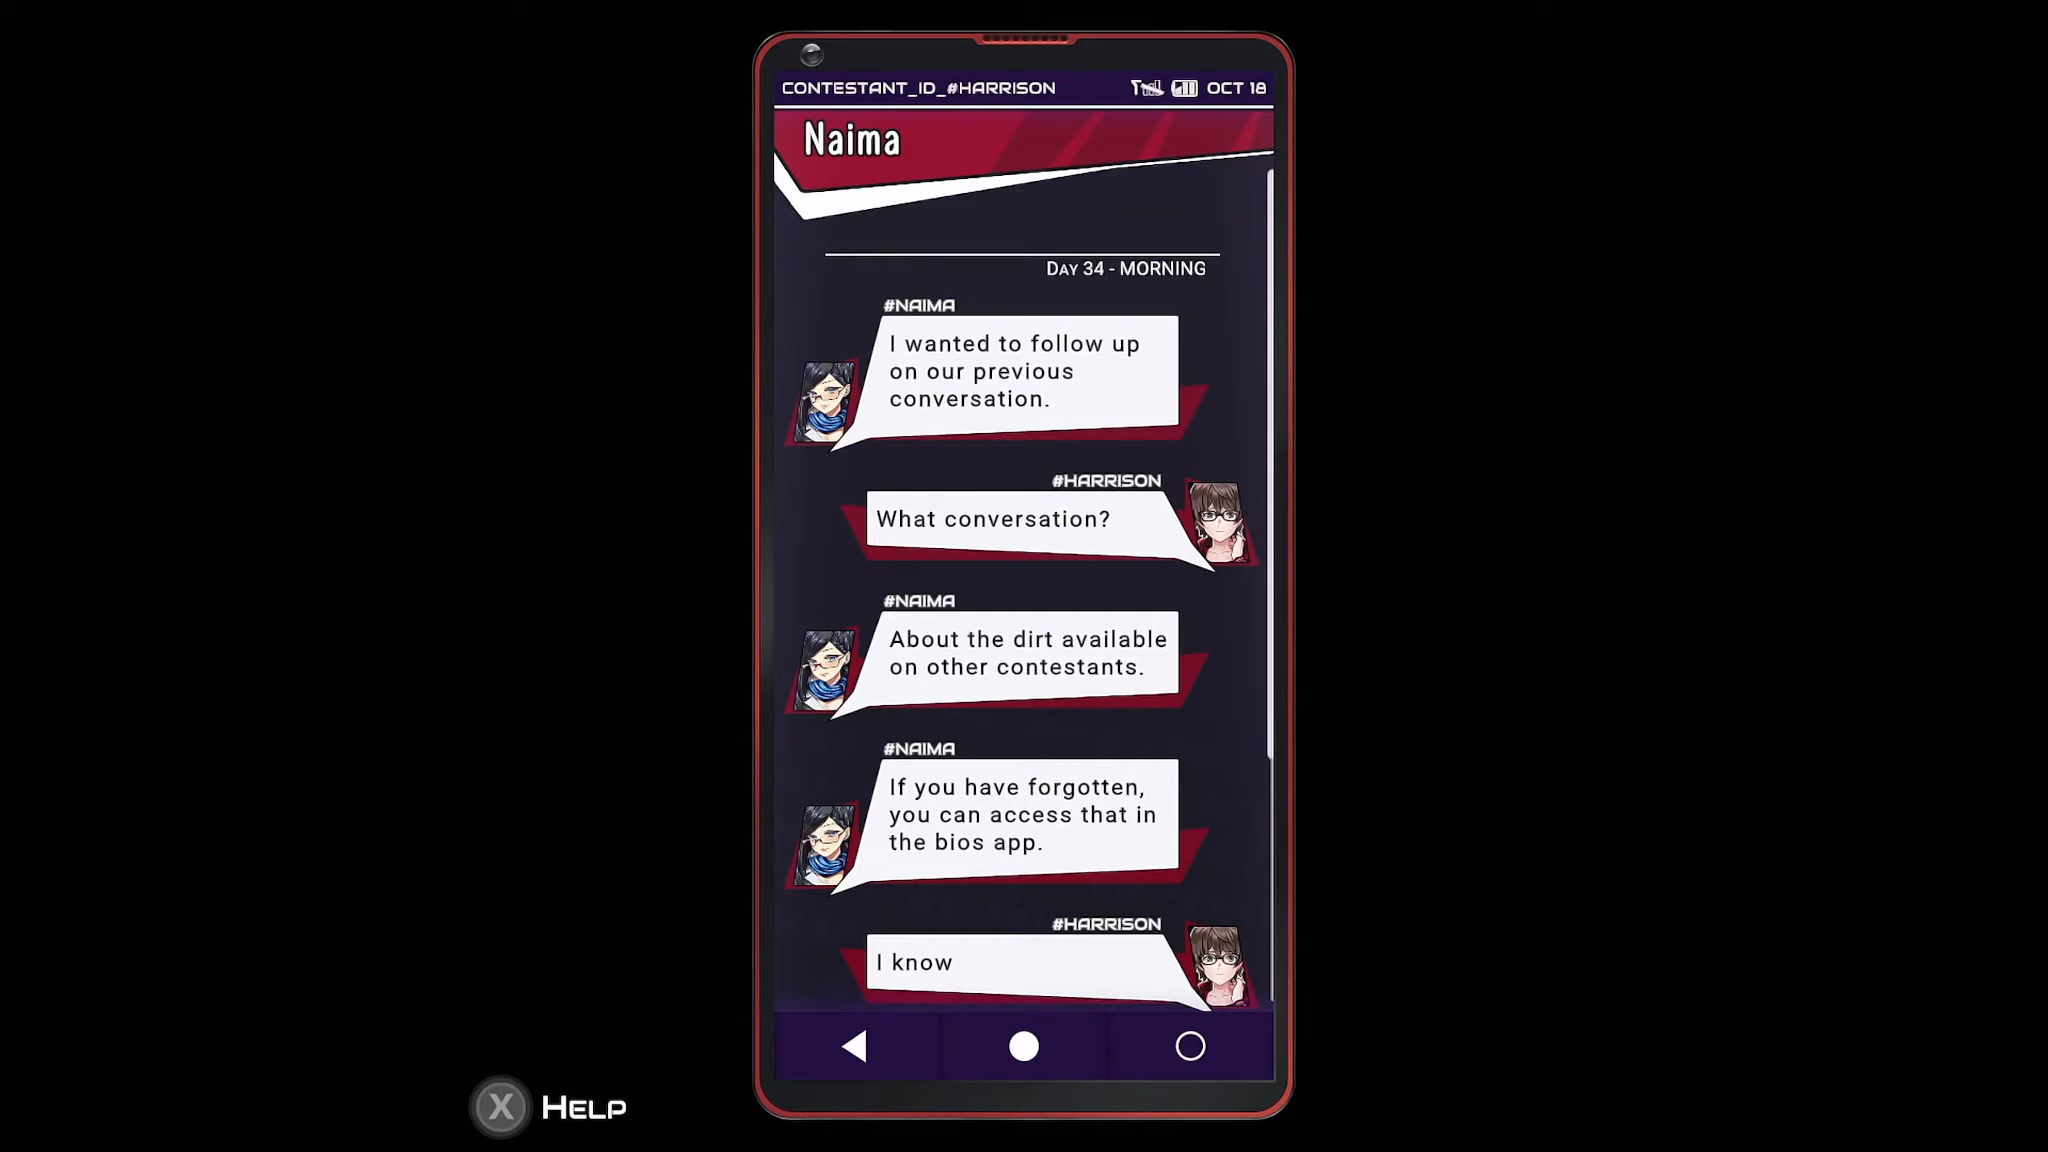 CONTESTANT_ID_#HARRISON OCT 18
Naima
DAY 34 - MORNING
#NAIMA
I wanted to follow up
on our previous
conversation.
#HARRISON
What conversation?
#NAIMA
About the dirt available
on other contestants.
#NAIMA
If you have forgotten,
you can access that in
the bios app.
#HARRISON
I know
X HELP